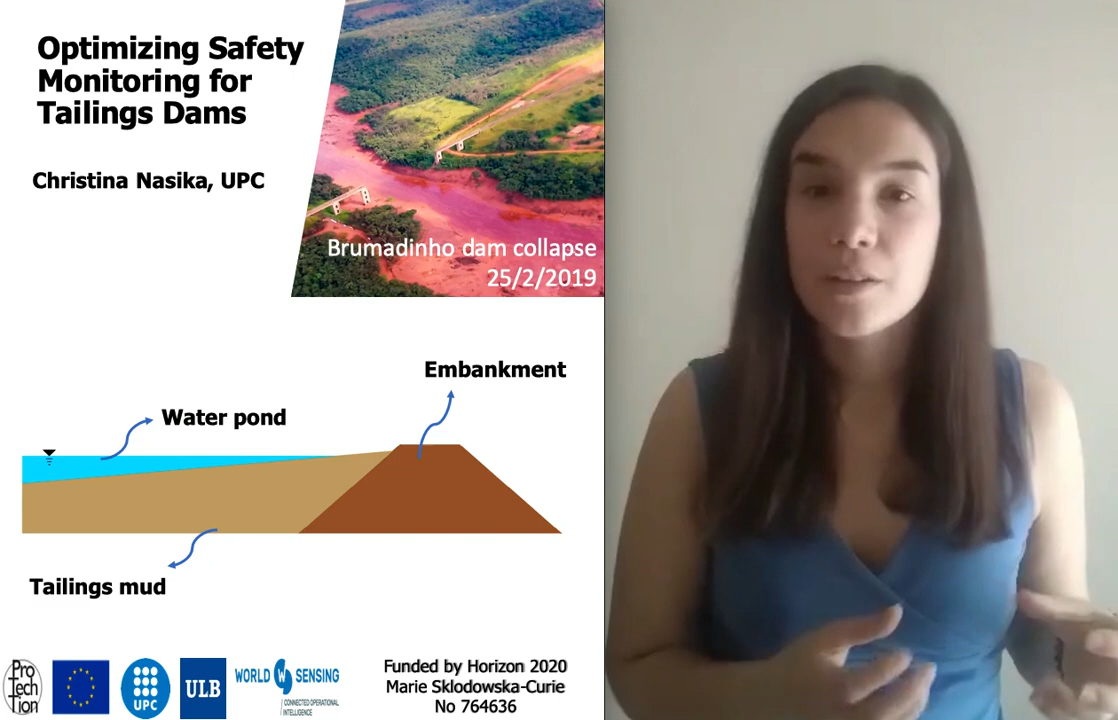 Optimizing Safety
Monitoring for
Tailings Dams
Christina Nasika, UPC
Brumadinho dam collapse
25/2/2019
Embankment
Water pond
Tailings mud
Pro
Tech
Tion
UPC
ULB
WORLD SENSING
CONNECTED OPERATIONAL
INTELLIGENCE
Funded by Horizon 2020
Marie Sklodowska-Curie
No 764636